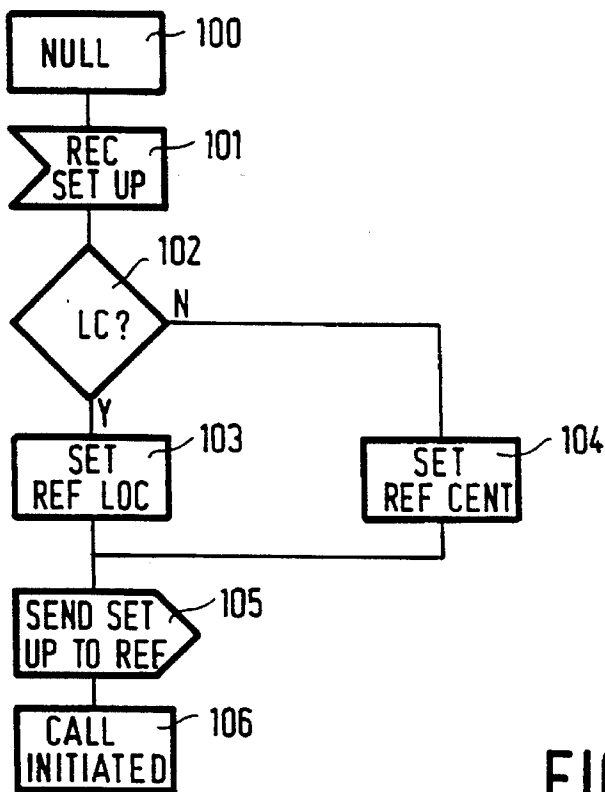 NULL
100
REC
SET UP
101
102
LC?
N
Y
SET
REF LOC
103
SET
REF CENT
104
SEND SET
UP TO REF
105
CALL
INITIATED
106